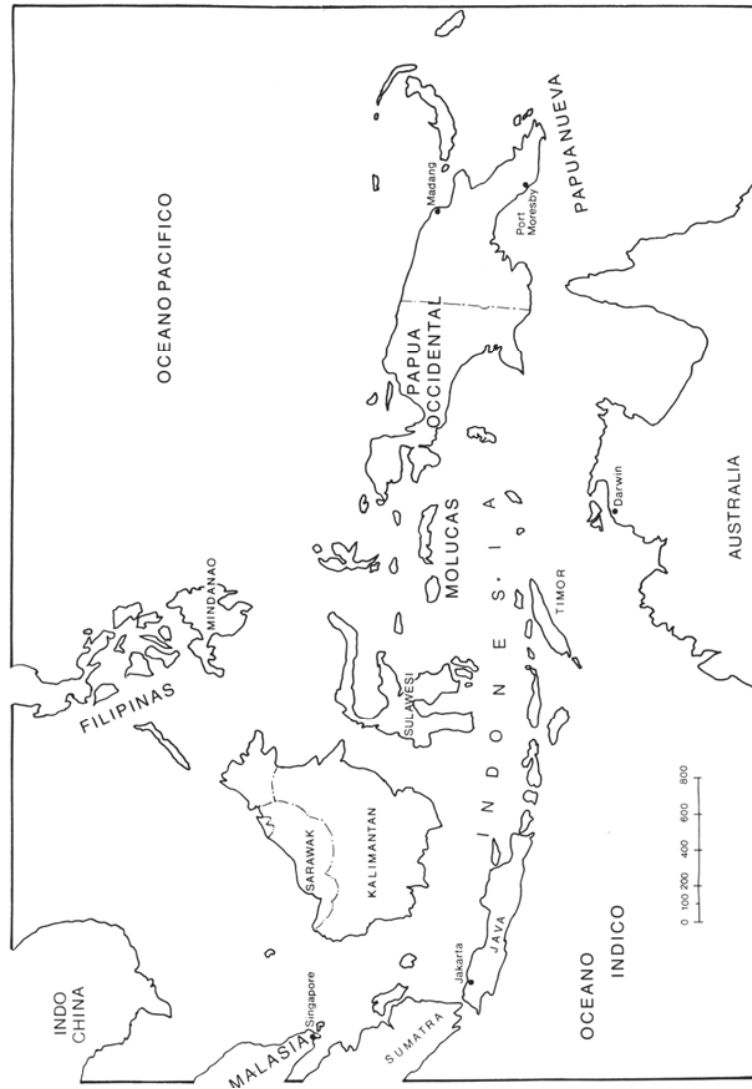 OCEANO PACIFICO
INDO
CHINA
FILIPINAS
MINDANAO
MALASIA
Singapore
SARAWAK
KALIMANTAN
SULAWESI
MOLUCAS
PAPUA
OCCIDENTAL
Madang
Port
Moresby
PAPUA NUEVA
SUMATRA
Jakarta
JAVA
INDONESIA
TIMOR
Darwin
AUSTRALIA
OCEANO
INDICO
0 100 200 400 600 800